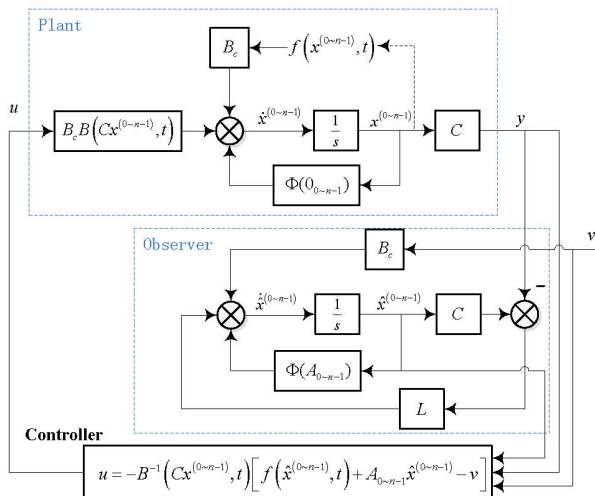 Plant
B_c
f(x^{(0~n-1)}, t)
u
B_c B(Cx^{(0~n-1)}, t)
ẋ^{(0~n-1)}
1/s
x^{(0~n-1)}
C
y
Φ(0_{0~n-1})
Observer
B_c
v
−
x̂̇^{(0~n-1)}
1/s
x̂^{(0~n-1)}
C
Φ(A_{0~n-1})
L
Controller
u = −B^{-1}(Cx^{(0~n-1)}, t)[f(x̂^{(0~n-1)}, t) + A_{0~n-1}x̂^{(0~n-1)} − v]